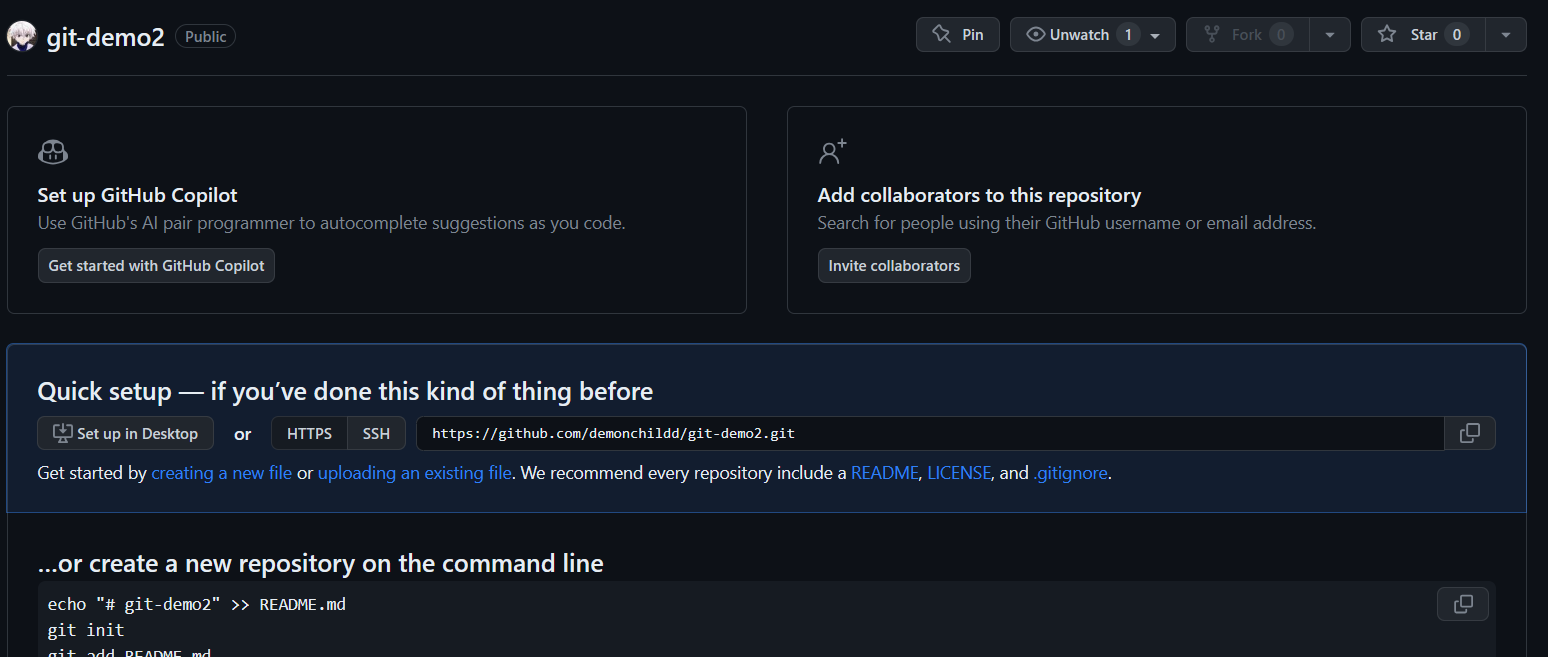 git-demo2 Public
Pin Unwatch 1 Fork 0 Star 0
Set up GitHub Copilot
Use GitHub's AI pair programmer to autocomplete suggestions as you code.
Get started with GitHub Copilot
Add collaborators to this repository
Search for people using their GitHub username or email address.
Invite collaborators
Quick setup — if you’ve done this kind of thing before
Set up in Desktop or HTTPS SSH https://github.com/demonchildd/git-demo2.git
Get started by creating a new file or uploading an existing file. We recommend every repository include a README, LICENSE, and .gitignore.
…or create a new repository on the command line
echo "# git-demo2" >> README.md
git init
git add README.md